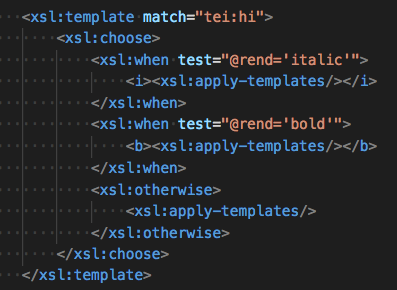 <xsl:template match="tei:hi">
    <xsl:choose>
        <xsl:when test="@rend='italic'">
            <i><xsl:apply-templates/></i>
        </xsl:when>
        <xsl:when test="@rend='bold'">
            <b><xsl:apply-templates/></b>
        </xsl:when>
        <xsl:otherwise>
            <xsl:apply-templates/>
        </xsl:otherwise>
    </xsl:choose>
</xsl:template>